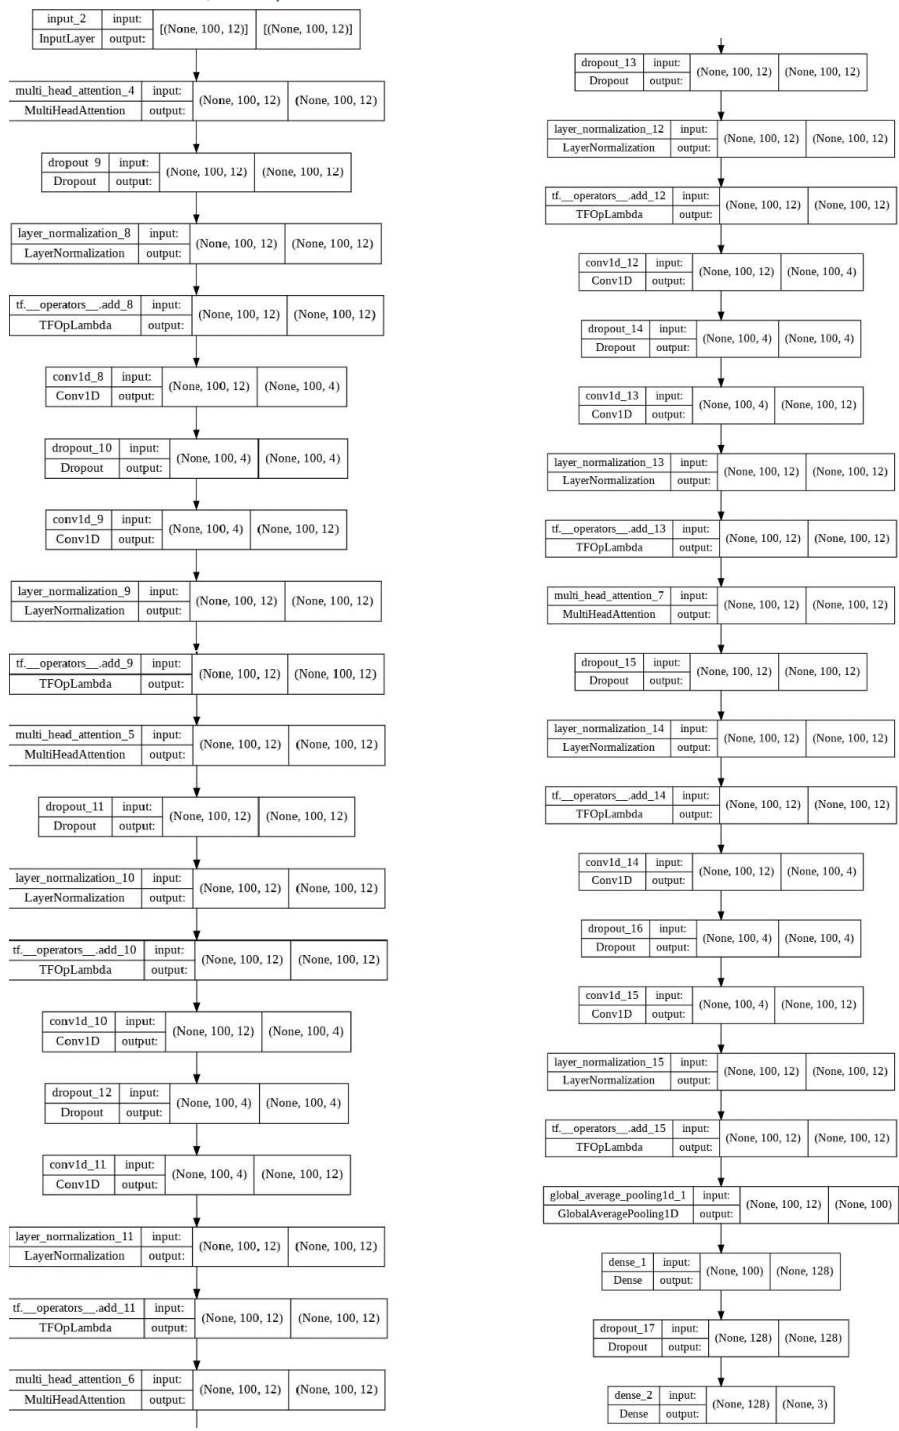 input_2 input: [(None, 100, 12)] [(None, 100, 12)]
InputLayer output:
multi_head_attention_4 input: (None, 100, 12) (None, 100, 12)
MultiHeadAttention output:
dropout_9 input: (None, 100, 12) (None, 100, 12)
Dropout output:
layer_normalization_8 input: (None, 100, 12) (None, 100, 12)
LayerNormalization output:
tf.__operators__.add_8 input: (None, 100, 12) (None, 100, 12)
TFOpLambda output:
conv1d_8 input: (None, 100, 12) (None, 100, 4)
Conv1D output:
dropout_10 input: (None, 100, 4) (None, 100, 4)
Dropout output:
conv1d_9 input: (None, 100, 4) (None, 100, 12)
Conv1D output:
layer_normalization_9 input: (None, 100, 12) (None, 100, 12)
LayerNormalization output:
tf.__operators__.add_9 input: (None, 100, 12) (None, 100, 12)
TFOpLambda output:
multi_head_attention_5 input: (None, 100, 12) (None, 100, 12)
MultiHeadAttention output:
dropout_11 input: (None, 100, 12) (None, 100, 12)
Dropout output:
layer_normalization_10 input: (None, 100, 12) (None, 100, 12)
LayerNormalization output:
tf.__operators__.add_10 input: (None, 100, 12) (None, 100, 12)
TFOpLambda output:
conv1d_10 input: (None, 100, 12) (None, 100, 4)
Conv1D output:
dropout_12 input: (None, 100, 4) (None, 100, 4)
Dropout output:
conv1d_11 input: (None, 100, 4) (None, 100, 12)
Conv1D output:
layer_normalization_11 input: (None, 100, 12) (None, 100, 12)
LayerNormalization output:
tf.__operators__.add_11 input: (None, 100, 12) (None, 100, 12)
TFOpLambda output:
multi_head_attention_6 input: (None, 100, 12) (None, 100, 12)
MultiHeadAttention output:
dropout_13 input: (None, 100, 12) (None, 100, 12)
Dropout output:
layer_normalization_12 input: (None, 100, 12) (None, 100, 12)
LayerNormalization output:
tf.__operators__.add_12 input: (None, 100, 12) (None, 100, 12)
TFOpLambda output:
conv1d_12 input: (None, 100, 12) (None, 100, 4)
Conv1D output:
dropout_14 input: (None, 100, 4) (None, 100, 4)
Dropout output:
conv1d_13 input: (None, 100, 4) (None, 100, 12)
Conv1D output:
layer_normalization_13 input: (None, 100, 12) (None, 100, 12)
LayerNormalization output:
tf.__operators__.add_13 input: (None, 100, 12) (None, 100, 12)
TFOpLambda output:
multi_head_attention_7 input: (None, 100, 12) (None, 100, 12)
MultiHeadAttention output:
dropout_15 input: (None, 100, 12) (None, 100, 12)
Dropout output:
layer_normalization_14 input: (None, 100, 12) (None, 100, 12)
LayerNormalization output:
tf.__operators__.add_14 input: (None, 100, 12) (None, 100, 12)
TFOpLambda output:
conv1d_14 input: (None, 100, 12) (None, 100, 4)
Conv1D output:
dropout_16 input: (None, 100, 4) (None, 100, 4)
Dropout output:
conv1d_15 input: (None, 100, 4) (None, 100, 12)
Conv1D output:
layer_normalization_15 input: (None, 100, 12) (None, 100, 12)
LayerNormalization output:
tf.__operators__.add_15 input: (None, 100, 12) (None, 100, 12)
TFOpLambda output:
global_average_pooling1d_1 input: (None, 100, 12) (None, 100)
GlobalAveragePooling1D output:
dense_1 input: (None, 100) (None, 128)
Dense output:
dropout_17 input: (None, 128) (None, 128)
Dropout output:
dense_2 input: (None, 128) (None, 3)
Dense output: